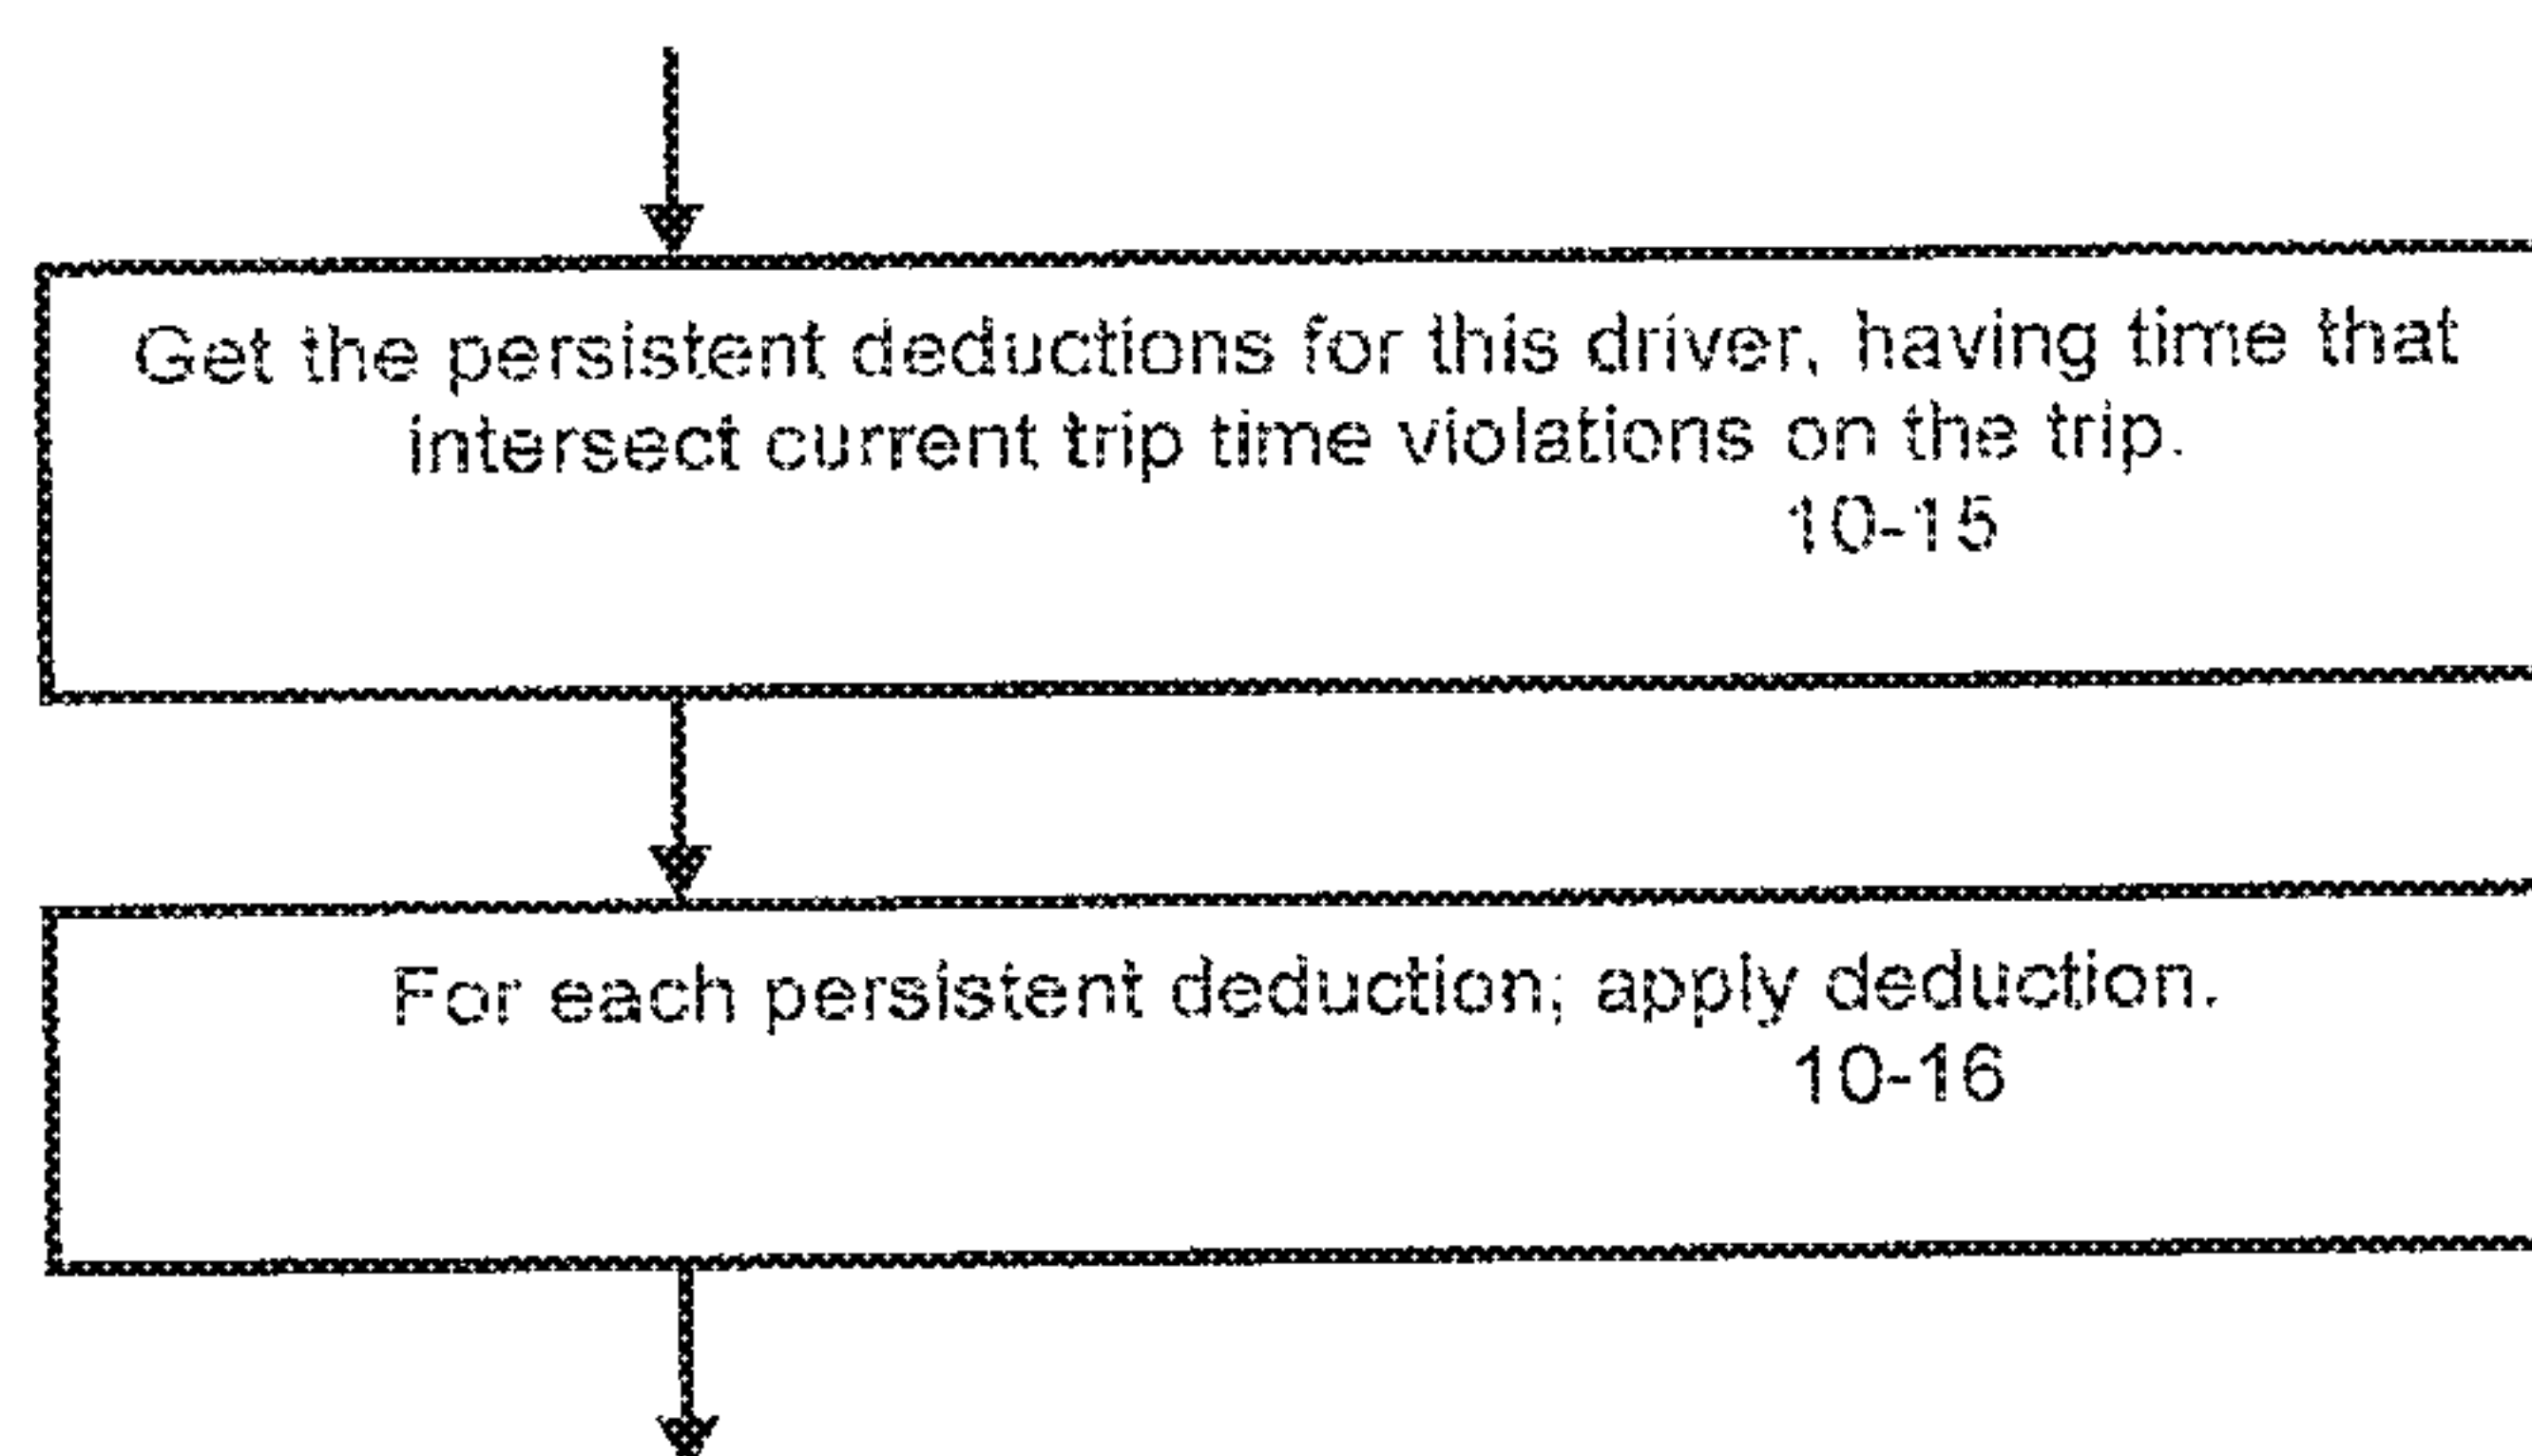 Get the persistent deductions for this driver, having time that
intersect current trip time violations on the trip.
10-15
For each persistent deduction; apply deduction.
10-16